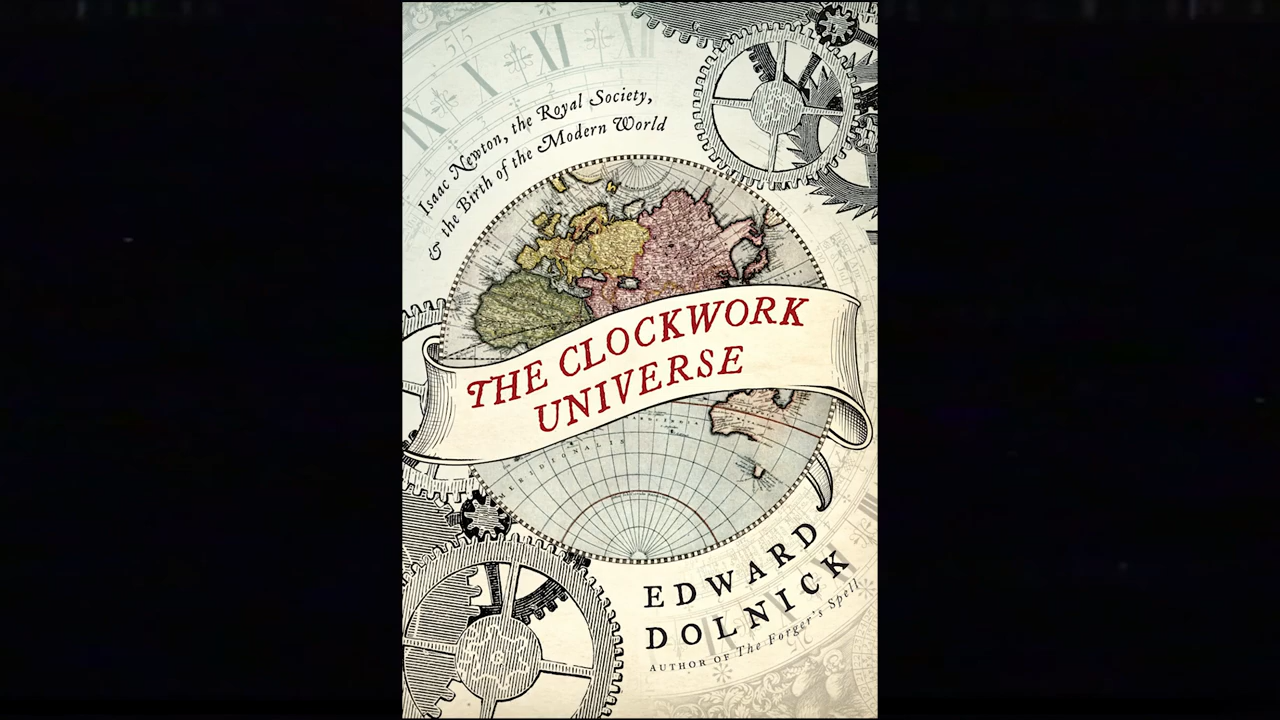 Isaac Newton, the Royal Society,
& the Birth of the Modern World
THE CLOCKWORK
UNIVERSE
EDWARD
DOLNICK
AUTHOR OF The Forger's Spell